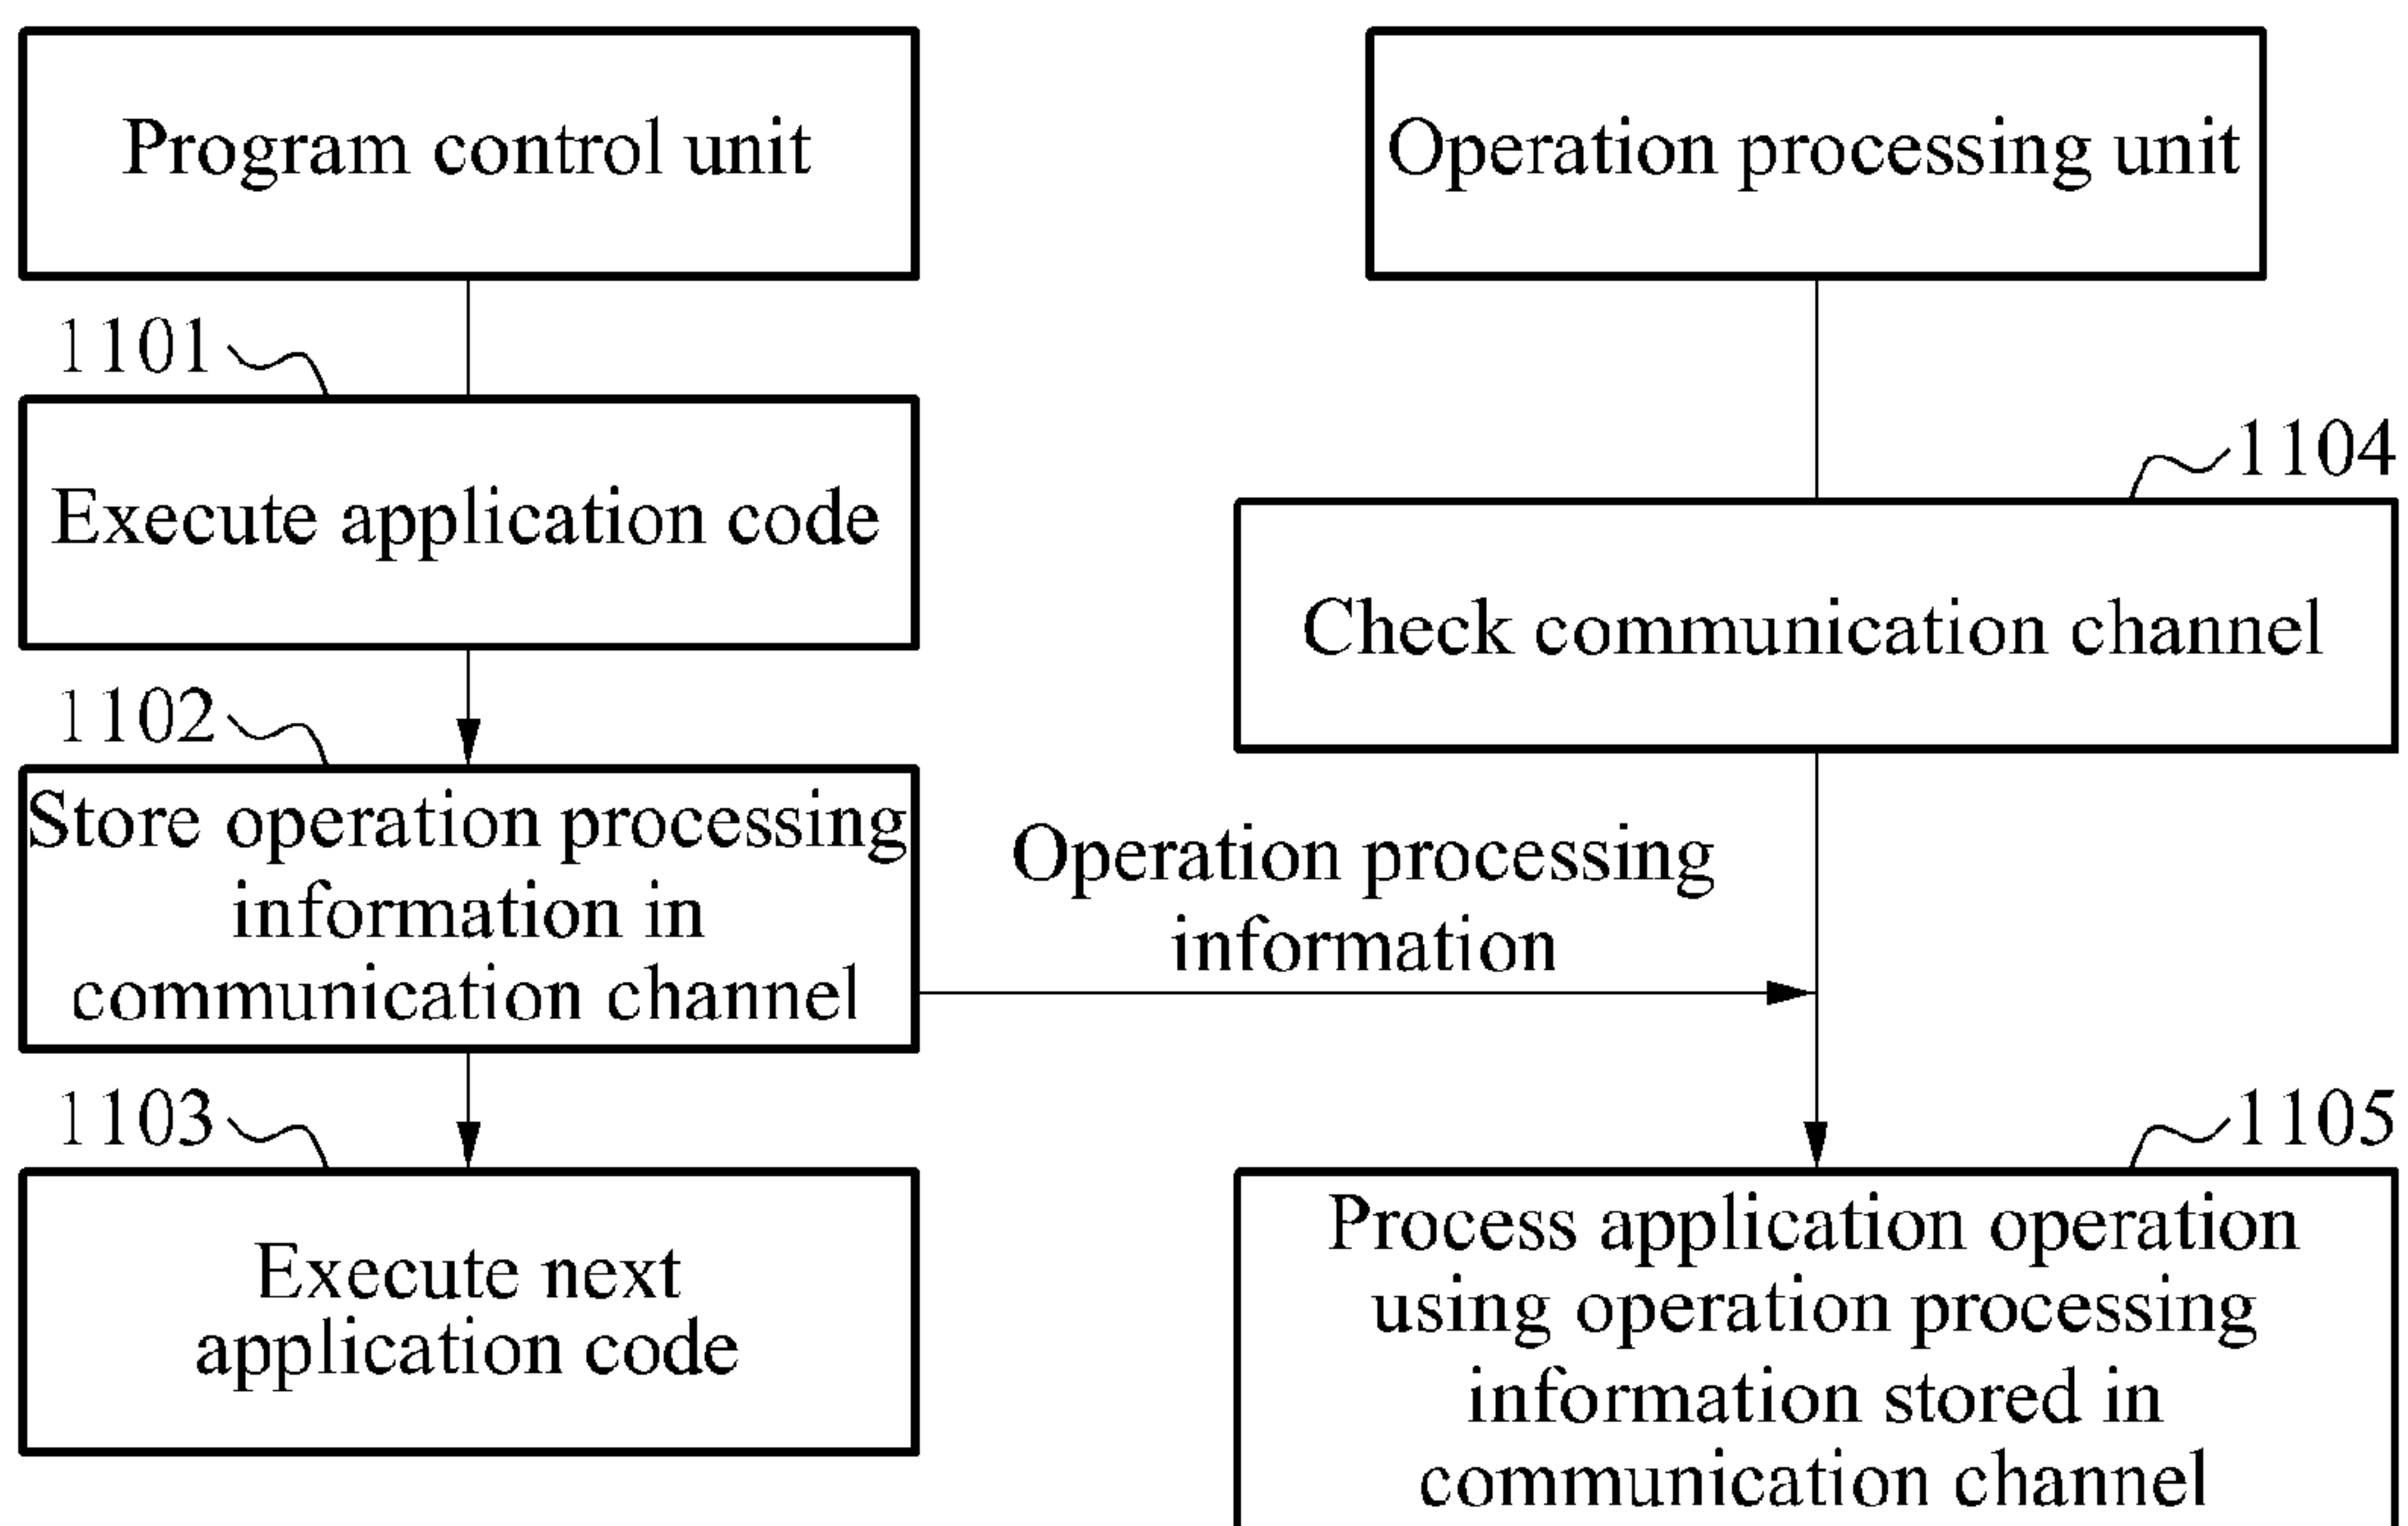 Program control unit
Operation processing unit
1101
Execute application code
1104
Check communication channel
1102
Store operation processing
information in
communication channel
Operation processing
information
1103
Execute next
application code
1105
Process application operation
using operation processing
information stored in
communication channel